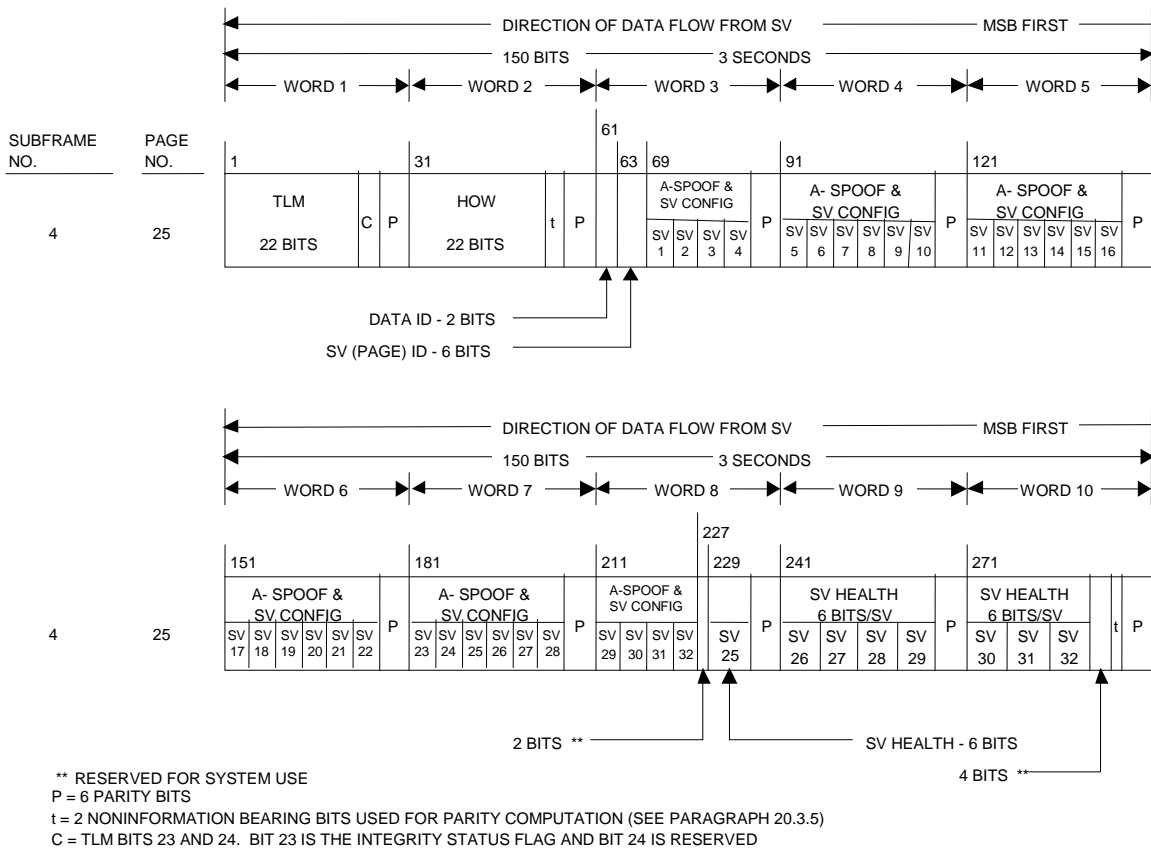 DIRECTION OF DATA FLOW FROM SV MSB FIRST
150 BITS 3 SECONDS
WORD 1 WORD 2 WORD 3 WORD 4 WORD 5
SUBFRAME NO. PAGE NO.
61
1 31 63 69 91 121
4 25
TLM 22 BITS C P
HOW 22 BITS t P
A-SPOOF & SV CONFIG
SV 1 SV 2 SV 3 SV 4 P
A- SPOOF & SV CONFIG
SV 5 SV 6 SV 7 SV 8 SV 9 SV 10 P
A- SPOOF & SV CONFIG
SV 11 SV 12 SV 13 SV 14 SV 15 SV 16 P
DATA ID - 2 BITS
SV (PAGE) ID - 6 BITS
DIRECTION OF DATA FLOW FROM SV MSB FIRST
150 BITS 3 SECONDS
WORD 6 WORD 7 WORD 8 WORD 9 WORD 10
227
151 181 211 229 241 271
4 25
A- SPOOF & SV CONFIG
SV 17 SV 18 SV 19 SV 20 SV 21 SV 22 P
A- SPOOF & SV CONFIG
SV 23 SV 24 SV 25 SV 26 SV 27 SV 28 P
A-SPOOF & SV CONFIG
SV 29 SV 30 SV 31 SV 32
SV 25 P
SV HEALTH 6 BITS/SV
SV 26 SV 27 SV 28 SV 29 P
SV HEALTH 6 BITS/SV
SV 30 SV 31 SV 32 t P
2 BITS ** SV HEALTH - 6 BITS
4 BITS **
** RESERVED FOR SYSTEM USE
P = 6 PARITY BITS
t = 2 NONINFORMATION BEARING BITS USED FOR PARITY COMPUTATION (SEE PARAGRAPH 20.3.5)
C = TLM BITS 23 AND 24. BIT 23 IS THE INTEGRITY STATUS FLAG AND BIT 24 IS RESERVED